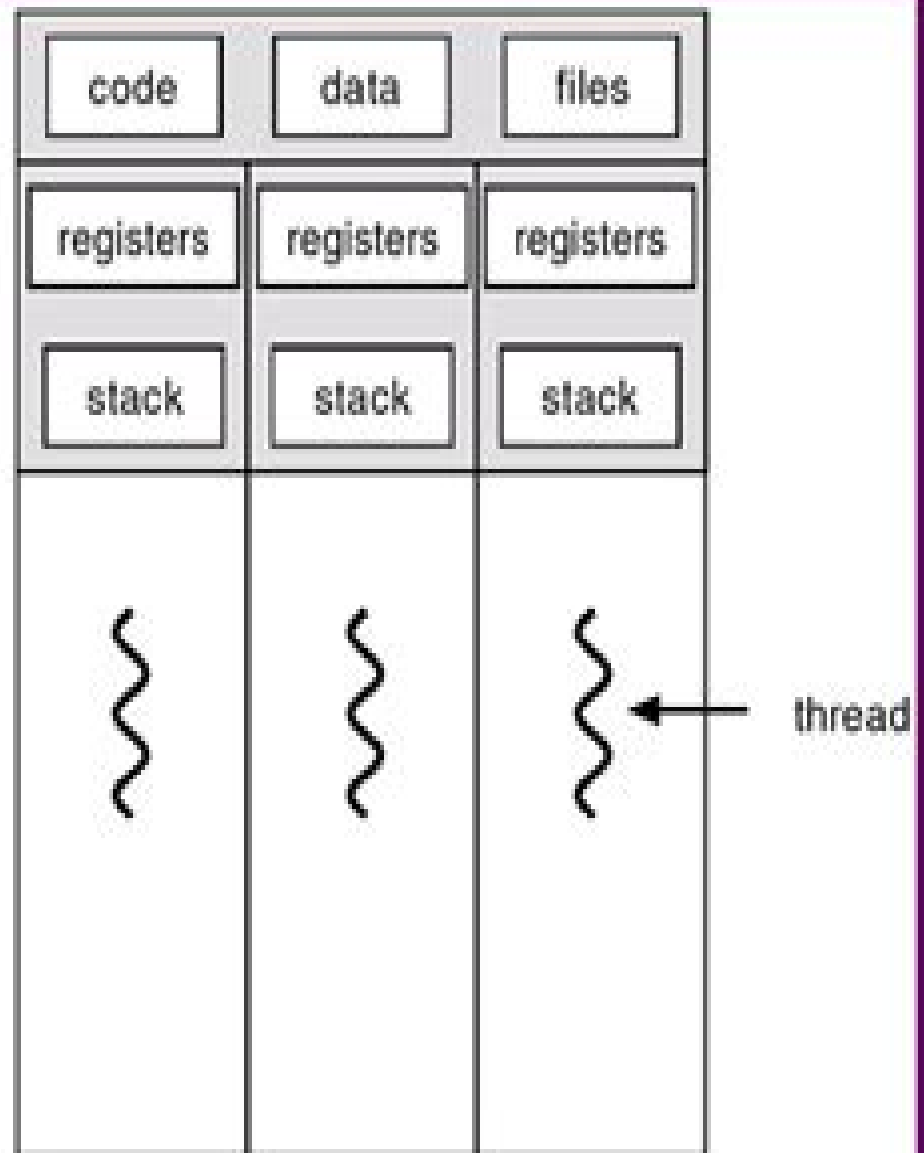 code data files
registers registers registers
stack stack stack
thread